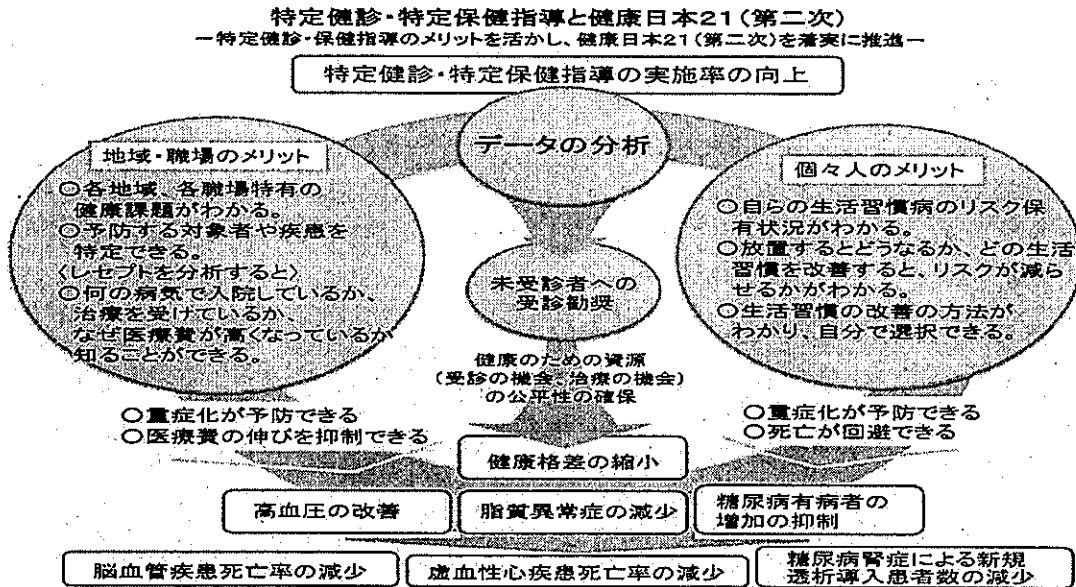 特定健診・特定保健指導と健康日本21(第二次)
ー特定健診・保健指導のメリットを活かし、健康日本21(第二次)を着実に推進ー
特定健診・特定保健指導の実施率の向上
データの分析
地域・職場のメリット
○各地域、各職場特有の
健康課題がわかる。
○予防する対象者や疾患を
特定できる。
〈レセプトを分析すると〉
○何の病気で入院しているか、
治療を受けているか、
なぜ医療費が高くなっているか
知ることができる。
個々人のメリット
○自らの生活習慣病のリスク保
有状況がわかる。
○放置するとどうなるか、どの生活
習慣を改善すると、リスクが減ら
せるかがわかる。
○生活習慣の改善の方法が
わかり、自分で選択できる。
未受診者への
受診勧奨
健康のための資源
(受診の機会、治療の機会)
の公平性の確保
○重症化が予防できる
○医療費の伸びを抑制できる
○重症化が予防できる
○死亡が回避できる
健康格差の縮小
高血圧の改善
脂質異常症の減少
糖尿病有病者の
増加の抑制
脳血管疾患死亡率の減少
虚血性心疾患死亡率の減少
糖尿病腎症による新規
透析導入患者数の減少